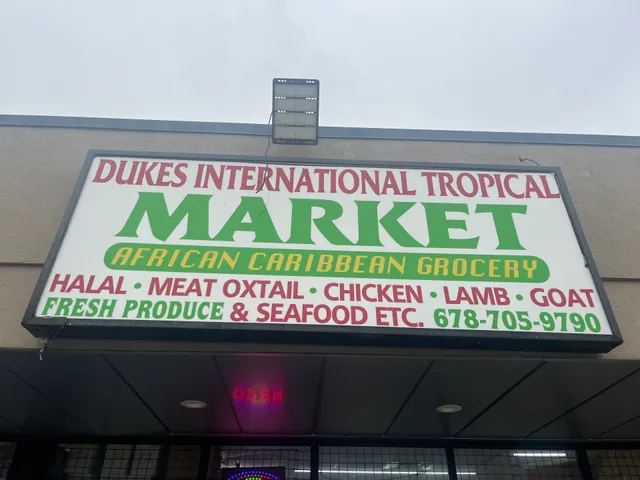 DUKES INTERNATIONAL TROPICAL
MARKET
AFRICAN CARIBBEAN GROCERY
HALAL • MEAT OXTAIL • CHICKEN • LAMB • GOAT
FRESH PRODUCE & SEAFOOD ETC. 678-705-9790